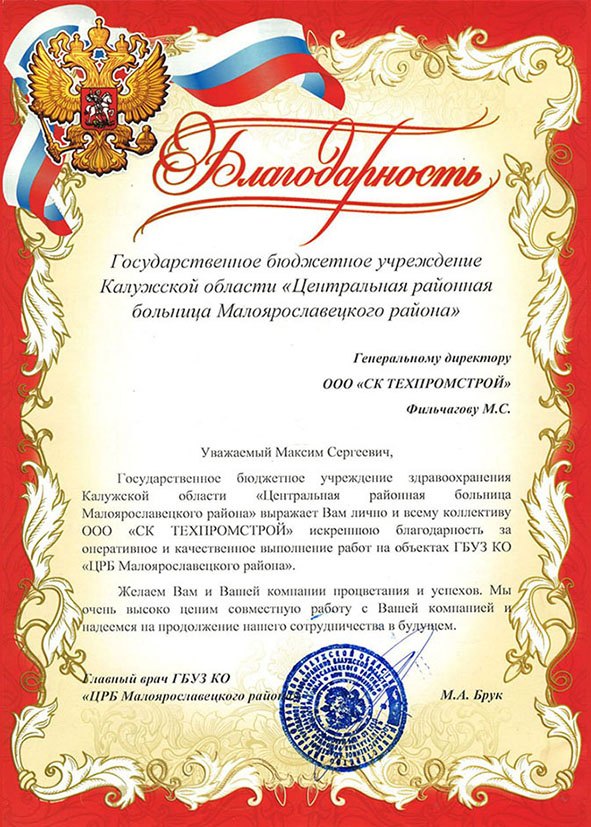 Благодарность
Государственное бюджетное учреждение
Калужской области «Центральная районная
больница Малоярославецкого района»
Генеральному директору
ООО «СК ТЕХПРОМСТРОЙ»
Фильчагову М.С.
Уважаемый Максим Сергеевич,
Государственное бюджетное учреждение здравоохранения
Калужской области «Центральная районная больница
Малоярославецкого района» выражает Вам лично и всему коллективу
ООО «СК ТЕХПРОМСТРОЙ» искреннюю благодарность за
оперативное и качественное выполнение работ на объектах ГБУЗ КО
«ЦРБ Малоярославецкого района».
Желаем Вам и Вашей компании процветания и успехов. Мы
очень высоко ценим совместную работу с Вашей компанией и
надеемся на продолжение нашего сотрудничества в будущем.
Главный врач ГБУЗ КО
«ЦРБ Малоярославецкого района» М.А. Брук